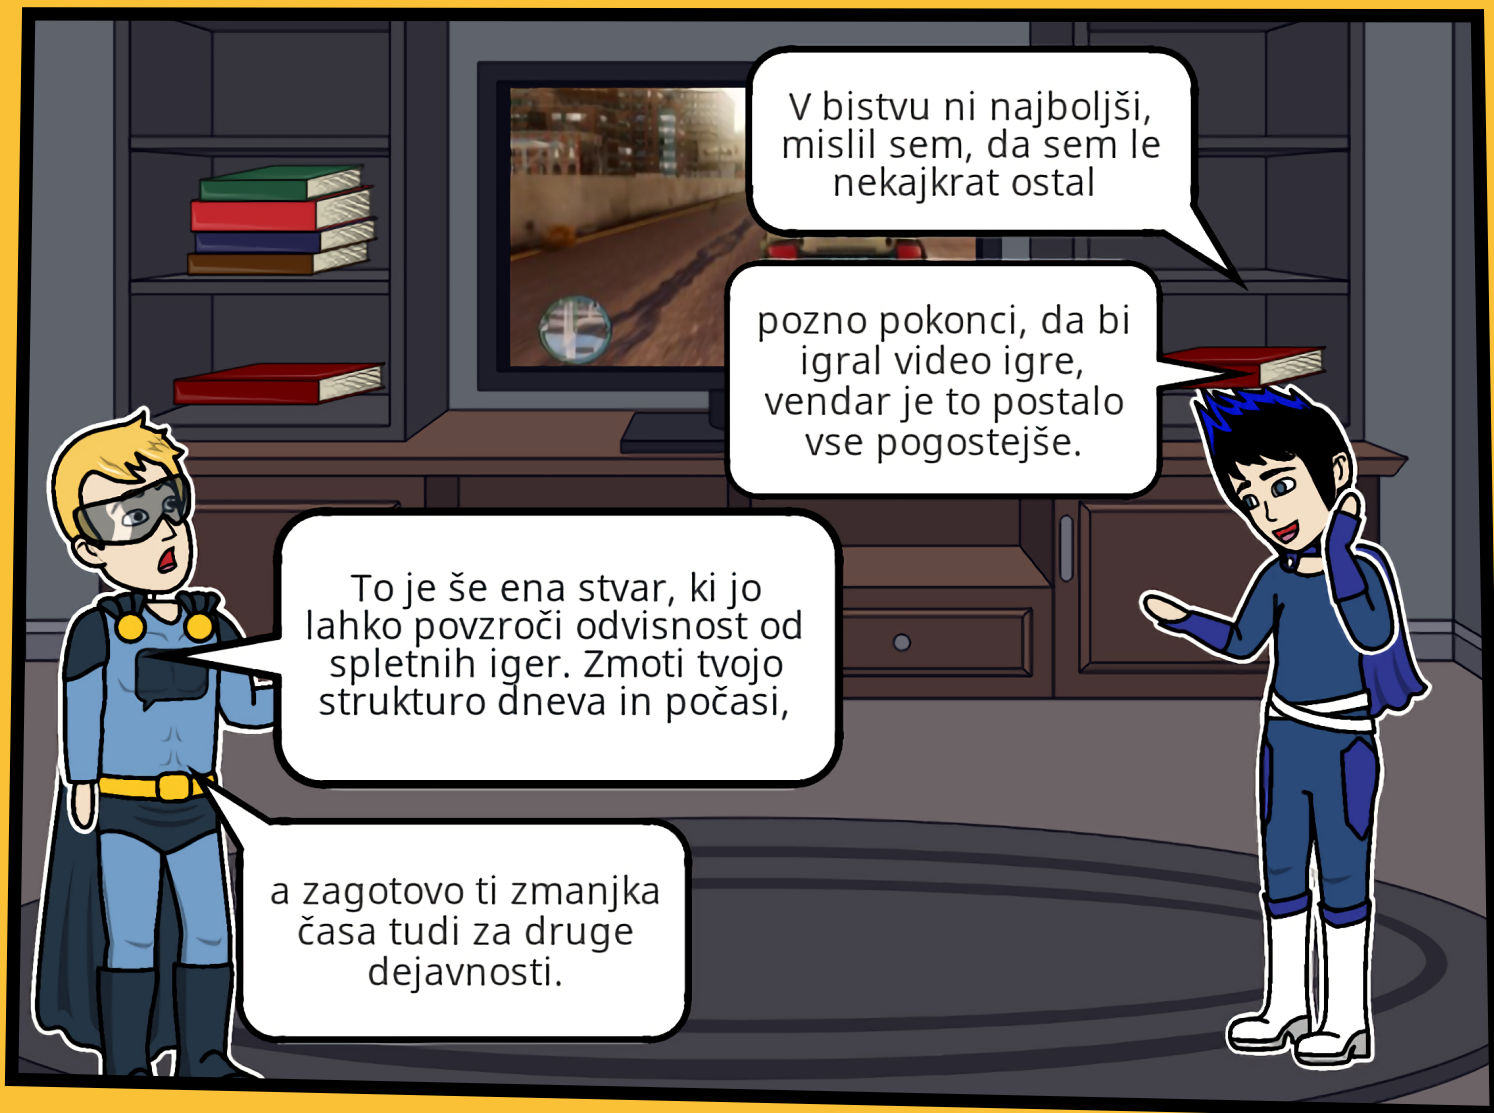 V bistvu ni najboljši,
mislil sem, da sem le
nekajkrat ostal
pozno pokonci, da bi
igral video igre,
vendar je to postalo
vse pogostejše.
To je še ena stvar, ki jo
lahko povzroči odvisnost od
spletnih iger. Zmoti tvojo
strukturo dneva in počasi,
a zagotovo ti zmanjka
časa tudi za druge
dejavnosti.